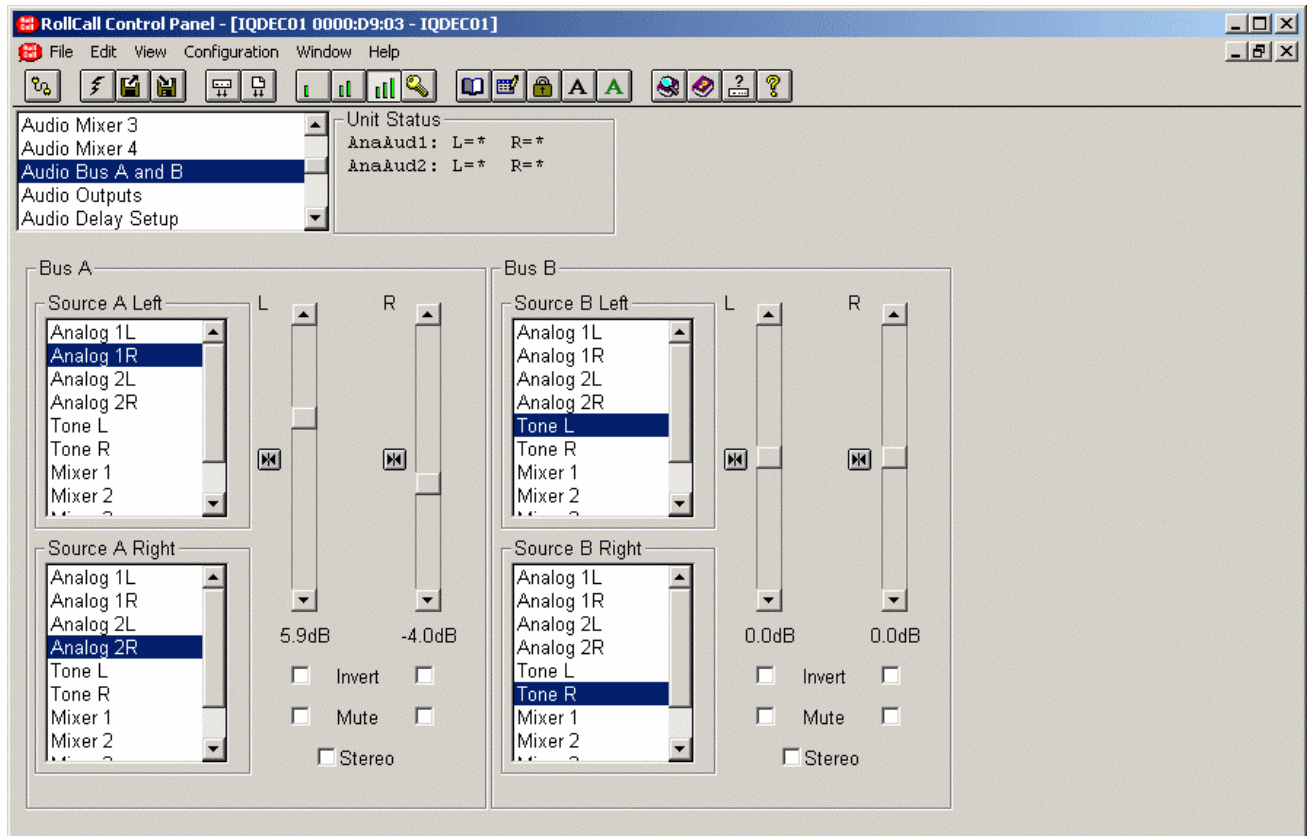 RollCall Control Panel - [IQDEC01 0000:D9:03 - IQDEC01]
File Edit View Configuration Window Help
A A
Audio Mixer 3
Audio Mixer 4
Audio Bus A and B
Audio Outputs
Audio Delay Setup
Unit Status
AnaAud1: L=* R=*
AnaAud2: L=* R=*
Bus A
Source A Left
Analog 1L
Analog 1R
Analog 2L
Analog 2R
Tone L
Tone R
Mixer 1
Mixer 2
Source A Right
Analog 1L
Analog 1R
Analog 2L
Analog 2R
Tone L
Tone R
Mixer 1
Mixer 2
L R
5.9dB -4.0dB
Invert
Mute
Stereo
Bus B
Source B Left
Analog 1L
Analog 1R
Analog 2L
Analog 2R
Tone L
Tone R
Mixer 1
Mixer 2
Source B Right
Analog 1L
Analog 1R
Analog 2L
Analog 2R
Tone L
Tone R
Mixer 1
Mixer 2
L R
0.0dB 0.0dB
Invert
Mute
Stereo